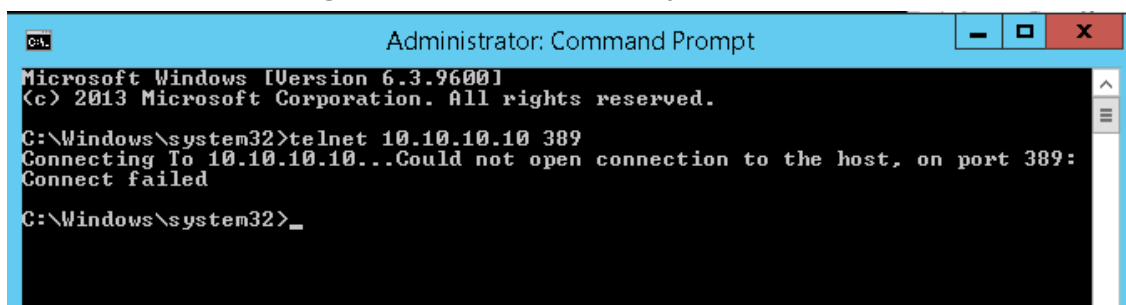 Administrator: Command Prompt
Microsoft Windows [Version 6.3.9600]
(c) 2013 Microsoft Corporation. All rights reserved.
C:\Windows\system32>telnet 10.10.10.10 389
Connecting To 10.10.10.10...Could not open connection to the host, on port 389:
Connect failed
C:\Windows\system32>_